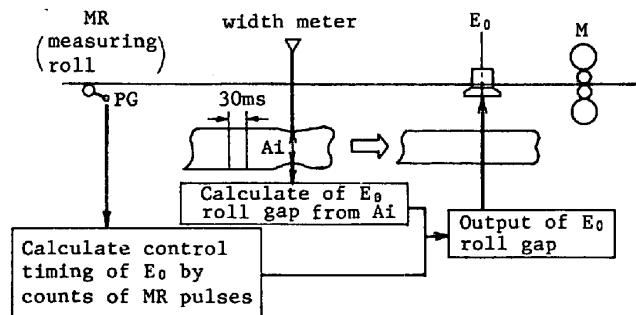 MR
(measuring
roll)
width meter
E₀
M
PG
30ms
Ai
Calculate of E₀
roll gap from Ai
Output of E₀
roll gap
Calculate control
timing of E₀ by
counts of MR pulses